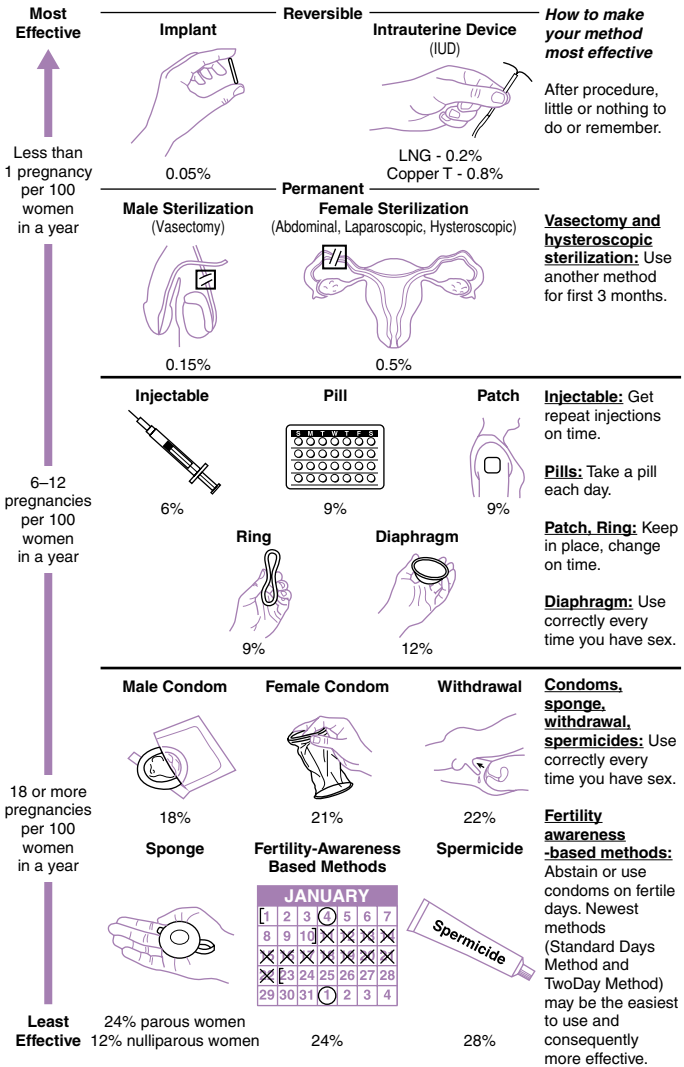 Most
Effective
Less than
1 pregnancy
per 100
women
in a year
6–12
pregnancies
per 100
women
in a year
18 or more
pregnancies
per 100
women
in a year
Least
Effective
Reversible
Implant
0.05%
Intrauterine Device
(IUD)
LNG - 0.2%
Copper T - 0.8%
Permanent
Male Sterilization
(Vasectomy)
0.15%
Female Sterilization
(Abdominal, Laparoscopic, Hysteroscopic)
0.5%
Injectable
6%
Pill
S M T W T F S
9%
Patch
9%
Ring
9%
Diaphragm
12%
Male Condom
18%
Female Condom
21%
Withdrawal
22%
Sponge
24% parous women
12% nulliparous women
Fertility-Awareness
Based Methods
JANUARY
1 2 3 4 5 6 7
8 9 10
23 24 25 26 27 28
29 30 31 1 2 3 4
24%
Spermicide
Spermicide
28%
How to make
your method
most effective
After procedure,
little or nothing to
do or remember.
Vasectomy and
hysteroscopic
sterilization: Use
another method
for first 3 months.
Injectable: Get
repeat injections
on time.
Pills: Take a pill
each day.
Patch, Ring: Keep
in place, change
on time.
Diaphragm: Use
correctly every
time you have sex.
Condoms,
sponge,
withdrawal,
spermicides: Use
correctly every
time you have sex.
Fertility
awareness
-based methods:
Abstain or use
condoms on fertile
days. Newest
methods
(Standard Days
Method and
TwoDay Method)
may be the easiest
to use and
consequently
more effective.